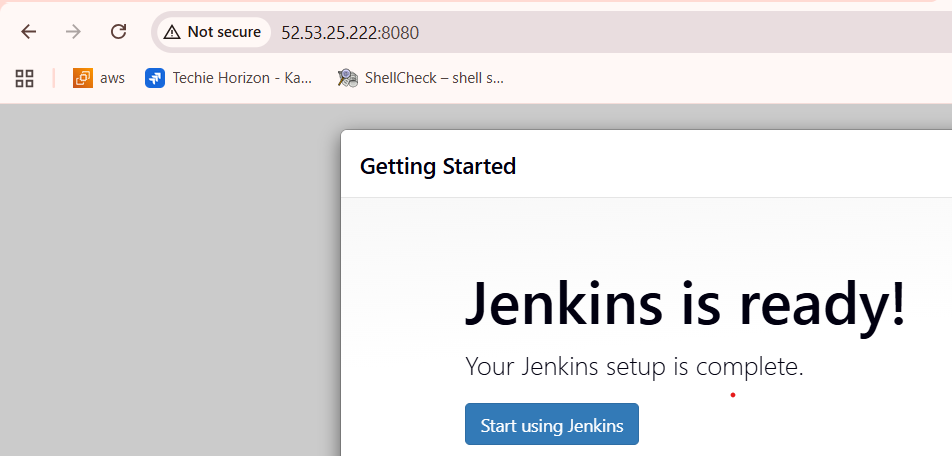 Not secure 52.53.25.222:8080
aws Techie Horizon - Ka... ShellCheck – shell s...
Getting Started
Jenkins is ready!
Your Jenkins setup is complete.
Start using Jenkins